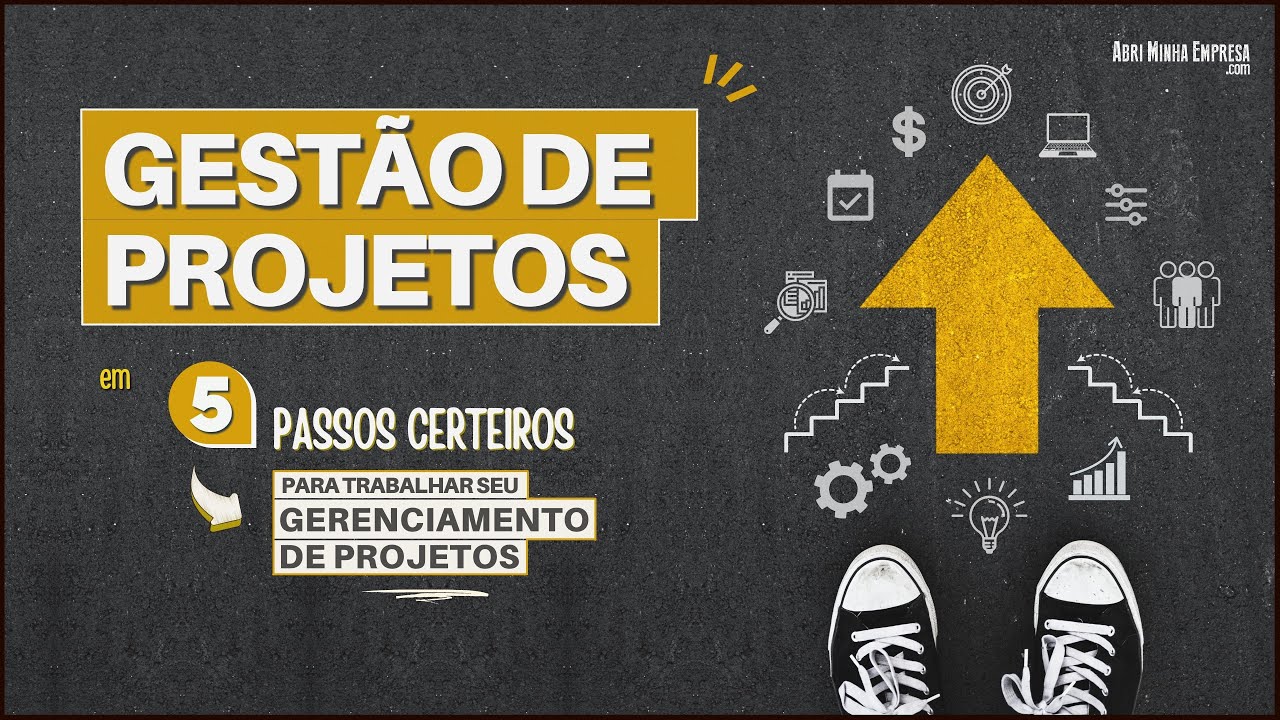 ABRI MINHA EMPRESA
.com
GESTÃO DE
PROJETOS
em
5
PASSOS CERTEIROS
PARA TRABALHAR SEU
GERENCIAMENTO
DE PROJETOS
$